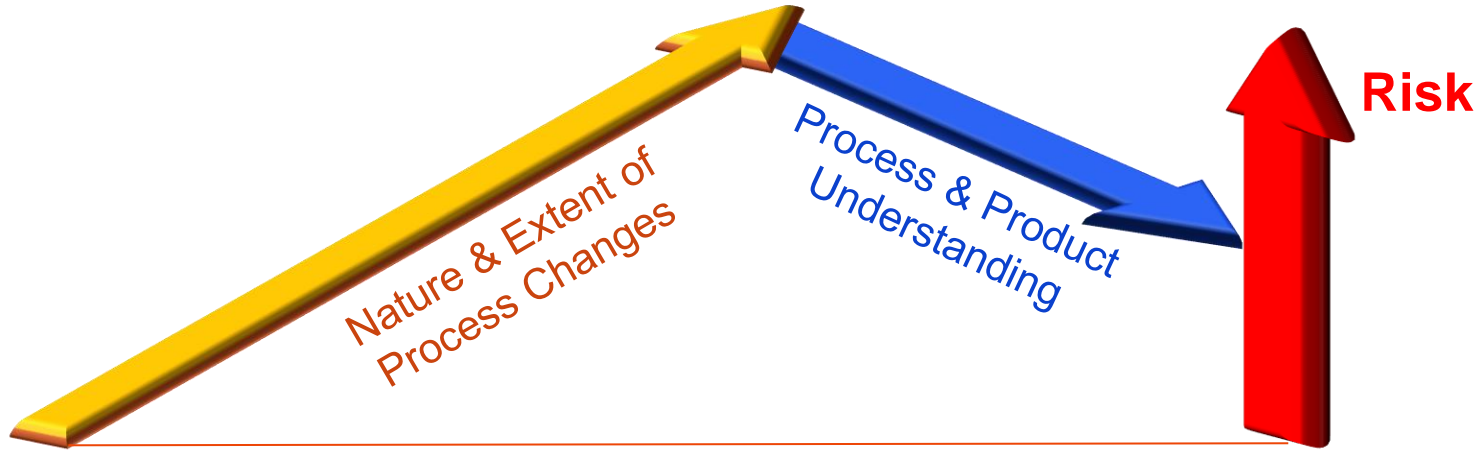 Nature & Extent of
Process Changes
Process & Product
Understanding
Risk